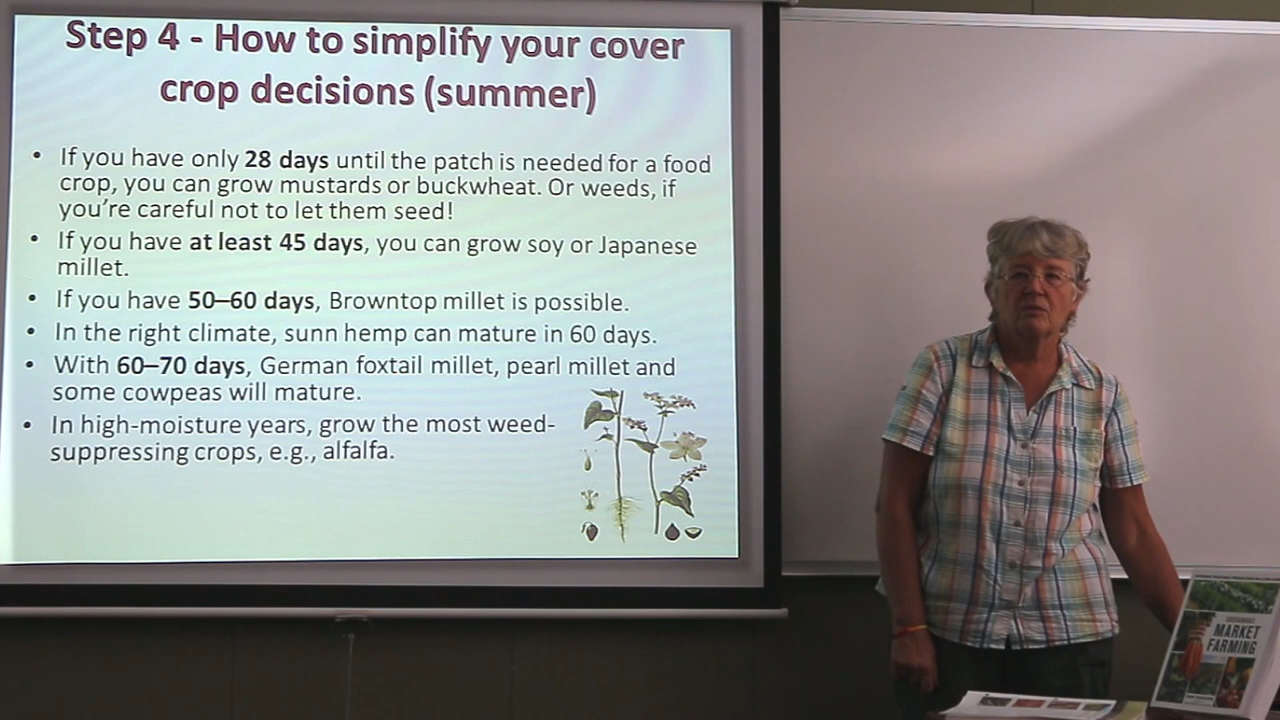 Step 4 - How to simplify your cover
crop decisions (summer)
• If you have only 28 days until the patch is needed for a food
crop, you can grow mustards or buckwheat. Or weeds, if
you're careful not to let them seed!
• If you have at least 45 days, you can grow soy or Japanese
millet.
• If you have 50–60 days, Browntop millet is possible.
• In the right climate, sunn hemp can mature in 60 days.
• With 60–70 days, German foxtail millet, pearl millet and
some cowpeas will mature.
• In high-moisture years, grow the most weed-
suppressing crops, e.g., alfalfa.
SUSTAINABLE
MARKET
FARMING